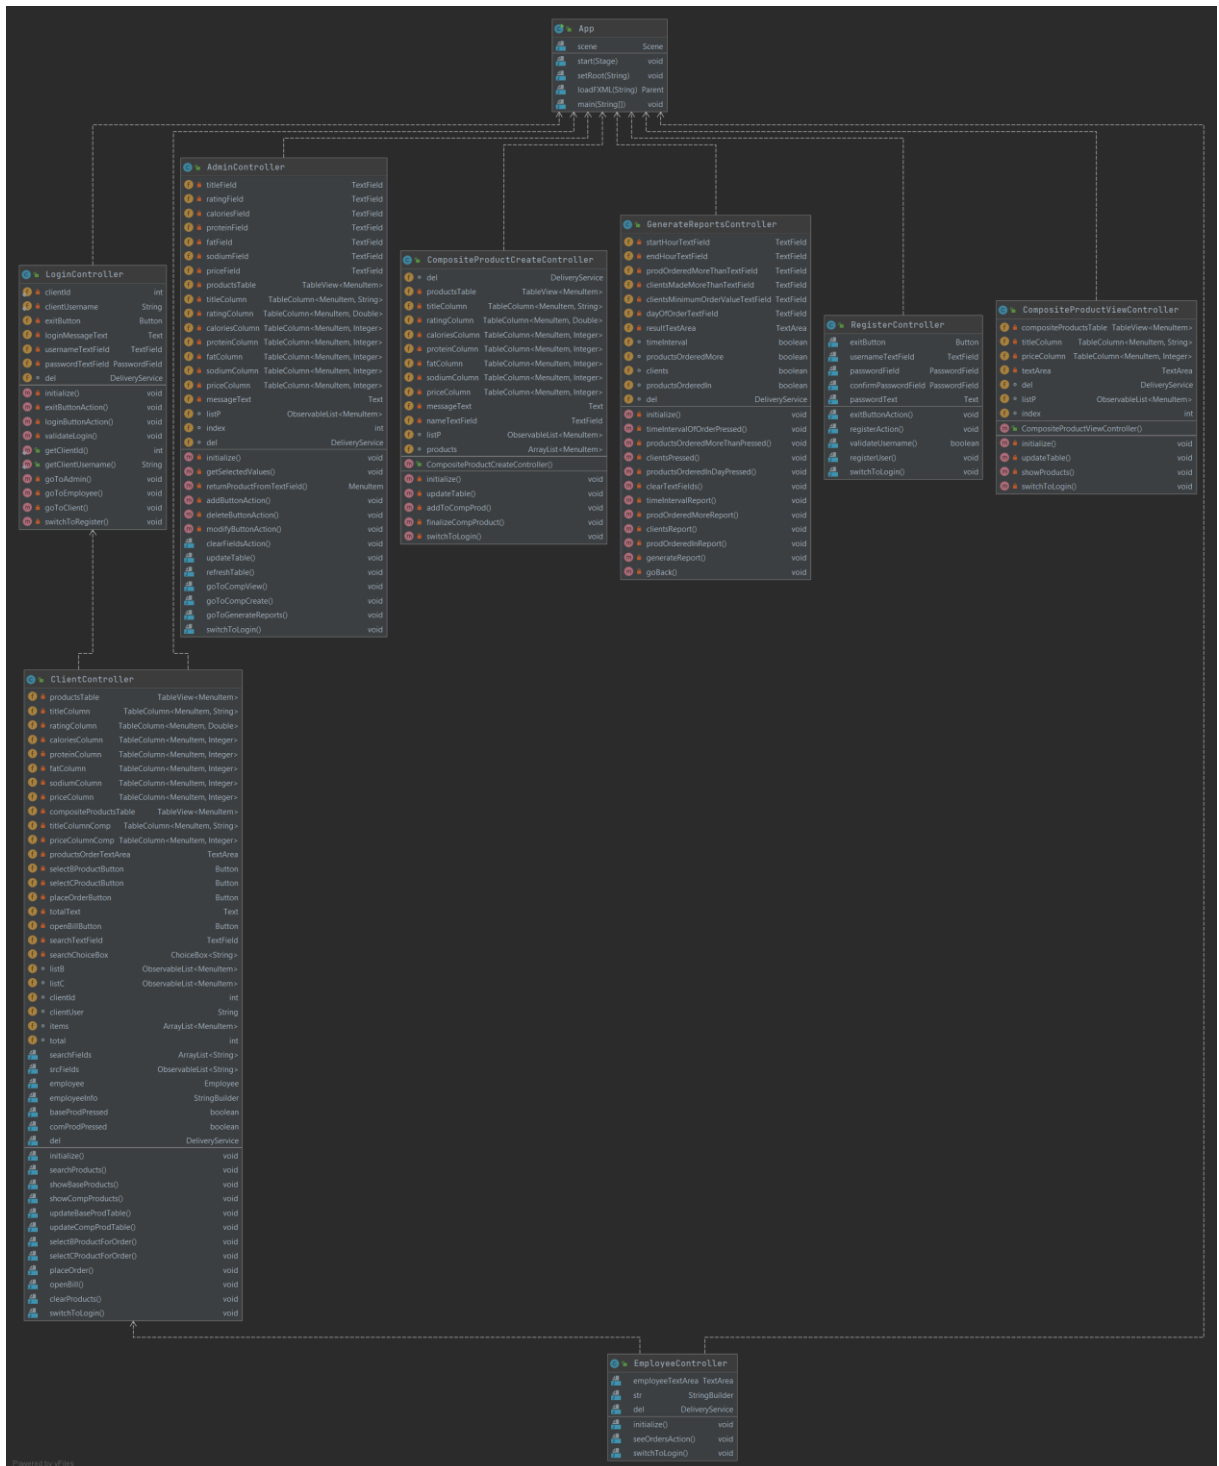 App
scene Scene
start(Stage) void
setRoot(String) void
loadFXML(String) Parent
main(String[]) void
AdminController
titleField TextField
ratingField TextField
caloriesField TextField
proteinField TextField
fatField TextField
sodiumField TextField
priceField TextField
productsTable TableView<MenuItem>
titleColumn TableColumn<MenuItem, String>
ratingColumn TableColumn<MenuItem, Double>
caloriesColumn TableColumn<MenuItem, Integer>
proteinColumn TableColumn<MenuItem, Integer>
fatColumn TableColumn<MenuItem, Integer>
sodiumColumn TableColumn<MenuItem, Integer>
priceColumn TableColumn<MenuItem, Integer>
messageText Text
listP ObservableList<MenuItem>
index int
del DeliveryService
initialize() void
getSelectedValues() void
returnProductFromTextField() MenuItem
addButtonAction() void
deleteButtonAction() void
modifyButtonAction() void
clearFieldsAction() void
updateTable() void
refreshTable() void
goToCompView() void
goToCompCreate() void
goToGenerateReports() void
switchToLogin() void
GenerateReportsController
startHourTextField TextField
endHourTextField TextField
prodOrderedMoreThanTextField TextField
clientsMadeMoreThanTextField TextField
clientsMinimumOrderValueTextField TextField
dayOfOrderTextField TextField
resultTextArea TextArea
timeInterval boolean
productsOrderedMore boolean
clients boolean
productsOrderedIn boolean
del DeliveryService
initialize() void
timeIntervalOfOrderPressed() void
productsOrderedMoreThanPressed() void
clientsPressed() void
productsOrderedInDayPressed() void
clearTextFields() void
timeIntervalReport() void
prodOrderedMoreReport() void
clientsReport() void
prodOrderedInReport() void
generateReport() void
goBack() void
CompositeProductCreateController
del DeliveryService
productsTable TableView<MenuItem>
titleColumn TableColumn<MenuItem, String>
ratingColumn TableColumn<MenuItem, Double>
caloriesColumn TableColumn<MenuItem, Integer>
proteinColumn TableColumn<MenuItem, Integer>
fatColumn TableColumn<MenuItem, Integer>
sodiumColumn TableColumn<MenuItem, Integer>
priceColumn TableColumn<MenuItem, Integer>
messageText Text
nameTextField TextField
listP ObservableList<MenuItem>
products ArrayList<MenuItem>
CompositeProductCreateController()
initialize() void
updateTable() void
addToCompProd() void
finalizeCompProduct() void
switchToLogin() void
LoginController
clientId int
clientUsername String
exitButton Button
loginMessageText Text
usernameTextField TextField
passwordTextField PasswordField
del DeliveryService
initialize() void
exitButtonAction() void
loginButtonAction() void
validateLogin() void
getClientId() int
getClientUsername() String
goToAdmin() void
goToEmployee() void
goToClient() void
switchToRegister() void
CompositeProductViewController
compositeProductsTable TableView<MenuItem>
titleColumn TableColumn<MenuItem, String>
priceColumn TableColumn<MenuItem, Integer>
textArea TextArea
del DeliveryService
listP ObservableList<MenuItem>
index int
CompositeProductViewController()
initialize() void
updateTable() void
showProducts() void
switchToLogin() void
RegisterController
exitButton Button
usernameTextField TextField
passwordField PasswordField
confirmPasswordField PasswordField
passwordText Text
exitButtonAction() void
registerAction() void
validateUsername() boolean
registerUser() void
switchToLogin() void
ClientController
productsTable TableView<MenuItem>
titleColumn TableColumn<MenuItem, String>
ratingColumn TableColumn<MenuItem, Double>
caloriesColumn TableColumn<MenuItem, Integer>
proteinColumn TableColumn<MenuItem, Integer>
fatColumn TableColumn<MenuItem, Integer>
sodiumColumn TableColumn<MenuItem, Integer>
priceColumn TableColumn<MenuItem, Integer>
compositeProductsTable TableView<MenuItem>
titleColumnComp TableColumn<MenuItem, String>
priceColumnComp TableColumn<MenuItem, Integer>
productsOrderTextArea TextArea
selectBProductButton Button
selectCProductButton Button
placeOrderButton Button
totalText Text
openBillButton Button
searchTextField TextField
searchChoiceBox ChoiceBox<String>
listB ObservableList<MenuItem>
listC ObservableList<MenuItem>
clientId int
clientUser String
items ArrayList<MenuItem>
total int
searchFields ArrayList<String>
srcFields ObservableList<String>
employee Employee
employeeInfo StringBuilder
baseProdPressed boolean
comProdPressed boolean
del DeliveryService
initialize() void
searchProducts() void
showBaseProducts() void
showCompProducts() void
updateBaseProdTable() void
updateCompProdTable() void
selectBProductForOrder() void
selectCProductForOrder() void
placeOrder() void
openBill() void
clearProducts() void
switchToLogin() void
EmployeeController
employeeTextArea TextArea
str StringBuilder
del DeliveryService
initialize() void
seeOrdersAction() void
switchToLogin() void
Powered by yFiles